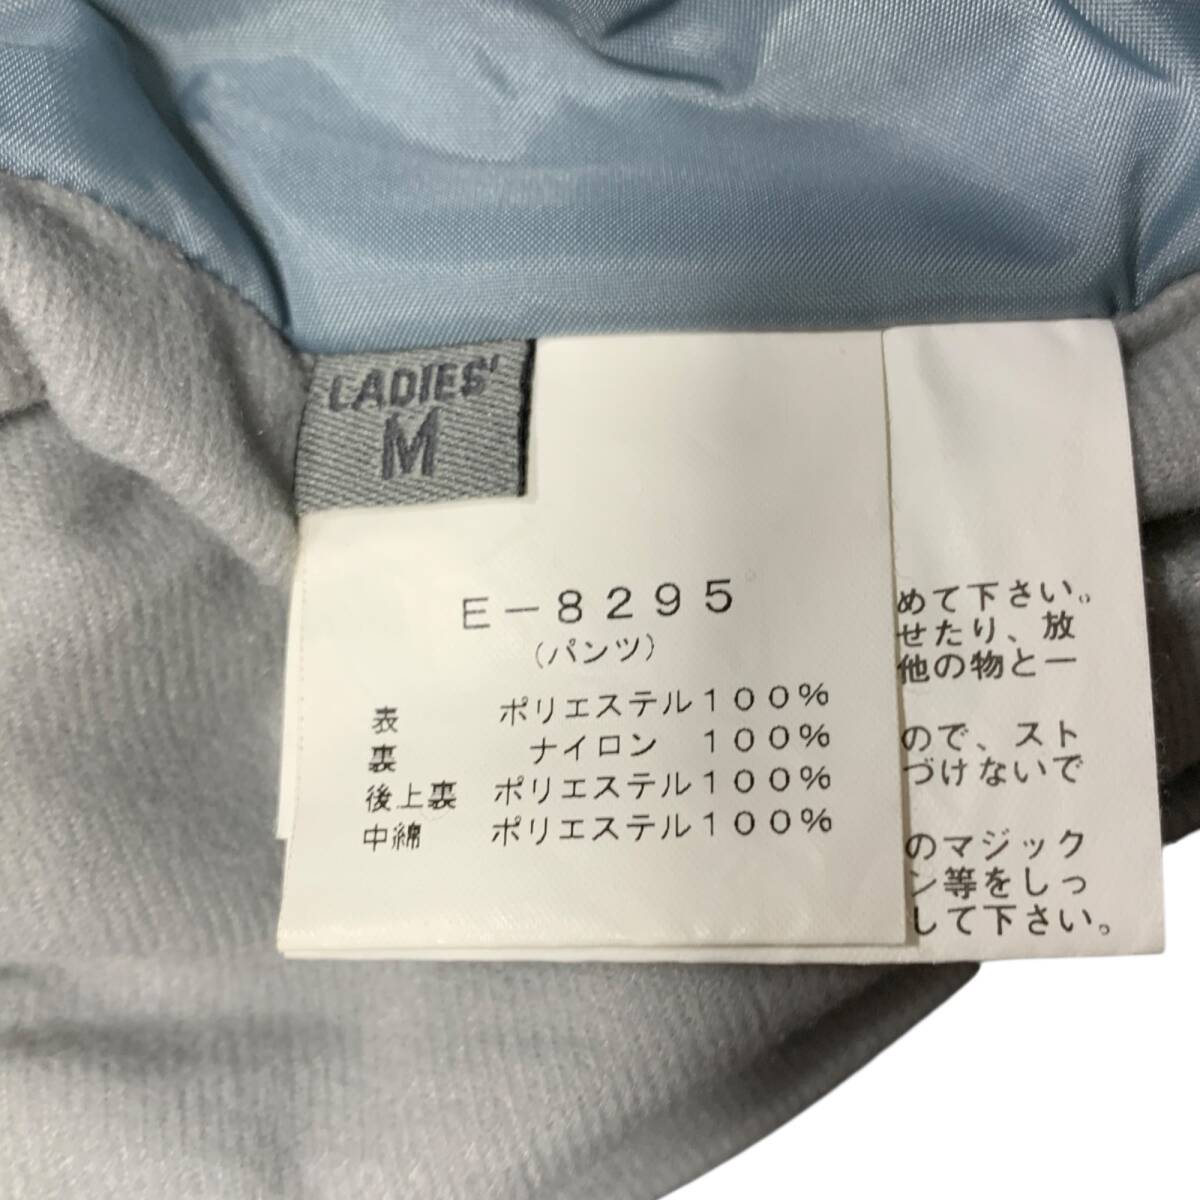 LADIES'
M
E－8295
(パンツ)
表 ポリエステル100%
裏 ナイロン 100%
後上裏 ポリエステル100%
中綿 ポリエステル100%
めて下さい。
せたり、放
他の物と一
ので、スト
づけないで
のマジック
ン等をしっ
して下さい。